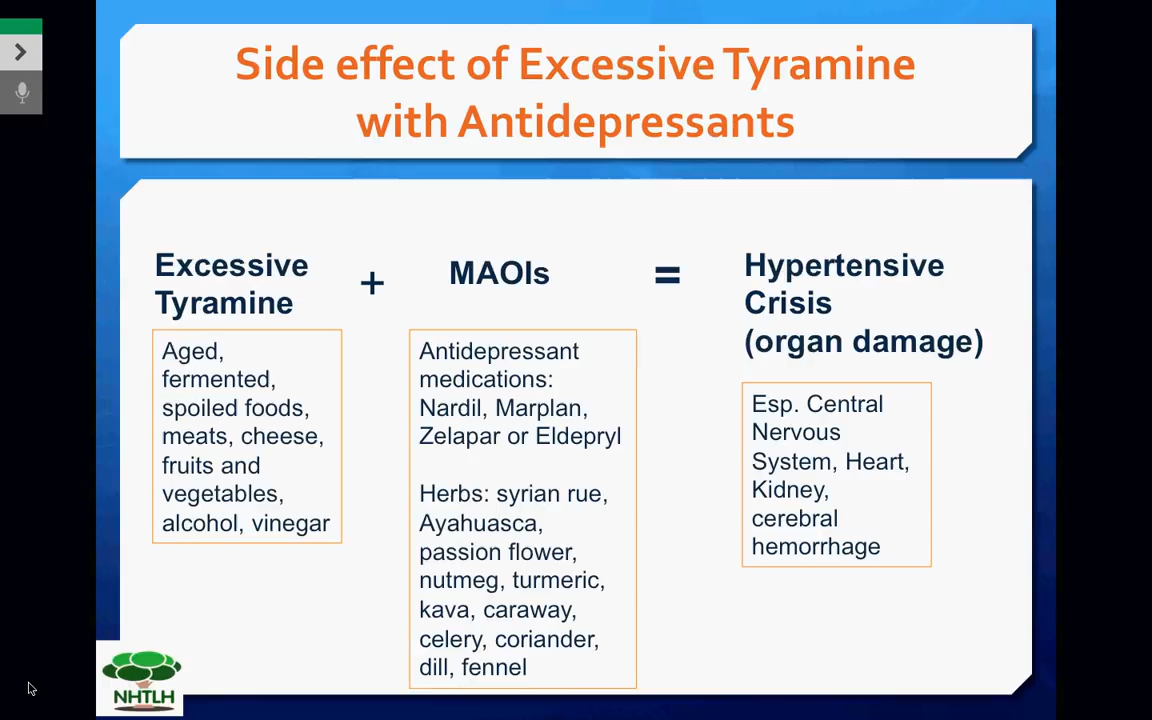 Side effect of Excessive Tyramine
with Antidepressants
Excessive
Tyramine
+
MAOIs
=
Hypertensive
Crisis
(organ damage)
Aged,
fermented,
spoiled foods,
meats, cheese,
fruits and
vegetables,
alcohol, vinegar
Antidepressant
medications:
Nardil, Marplan,
Zelapar or Eldepryl
Herbs: syrian rue,
Ayahuasca,
passion flower,
nutmeg, turmeric,
kava, caraway,
celery, coriander,
dill, fennel
Esp. Central
Nervous
System, Heart,
Kidney,
cerebral
hemorrhage
NHTLH